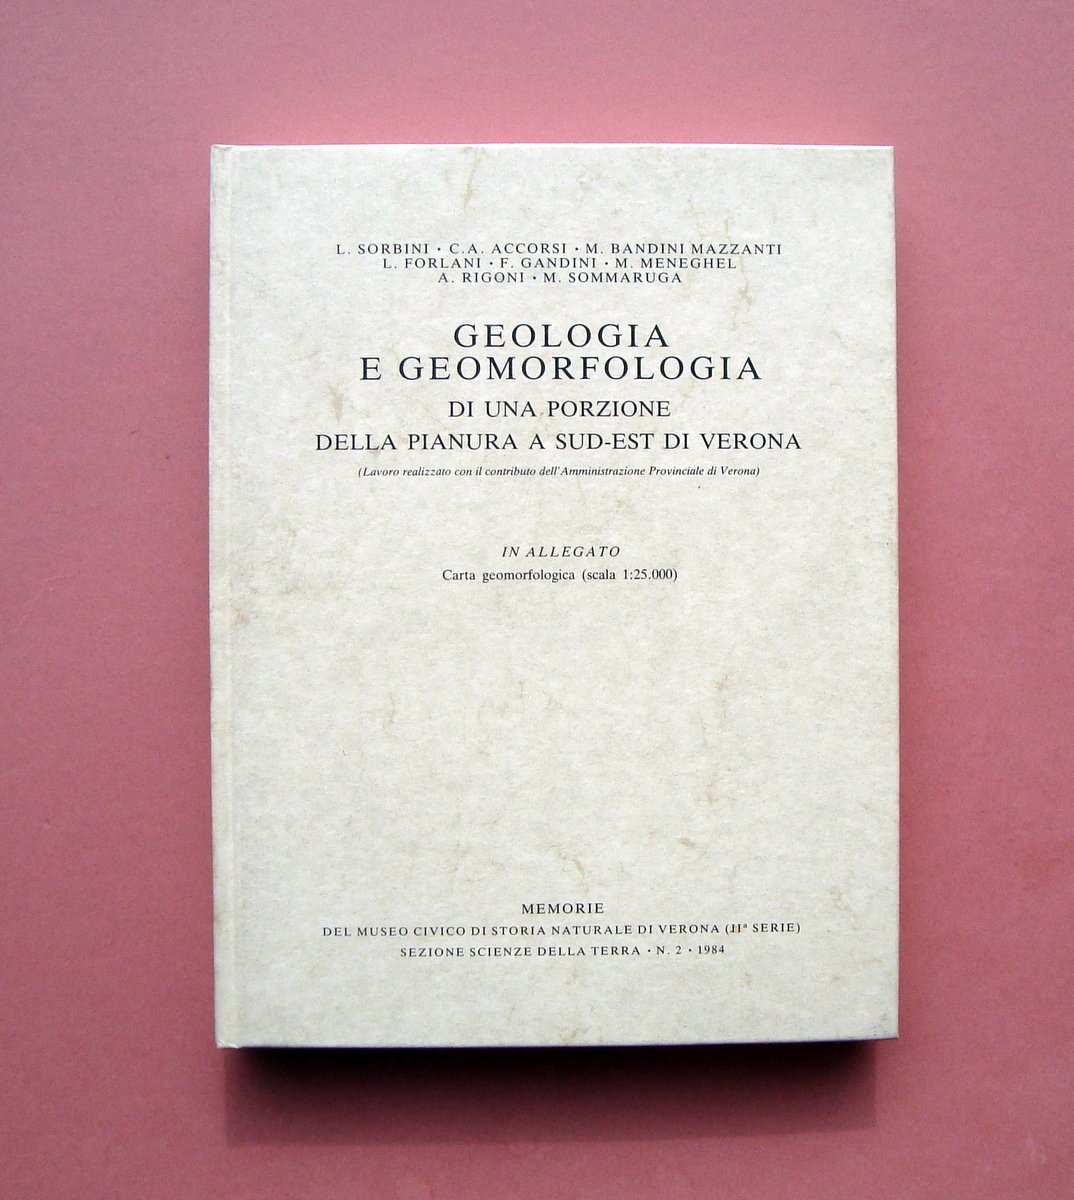 L. SORBINI • C.A. ACCORSI • M. BANDINI MAZZANTI
L. FORLANI • F. GANDINI • M. MENEGHEL
A. RIGONI • M. SOMMARUGA
GEOLOGIA
E GEOMORFOLOGIA
DI UNA PORZIONE
DELLA PIANURA A SUD-EST DI VERONA
(Lavoro realizzato con il contributo dell'Amministrazione Provinciale di Verona)
IN ALLEGATO
Carta geomorfologica (scala 1:25.000)
MEMORIE
DEL MUSEO CIVICO DI STORIA NATURALE DI VERONA (IIª SERIE)
SEZIONE SCIENZE DELLA TERRA • N. 2 • 1984